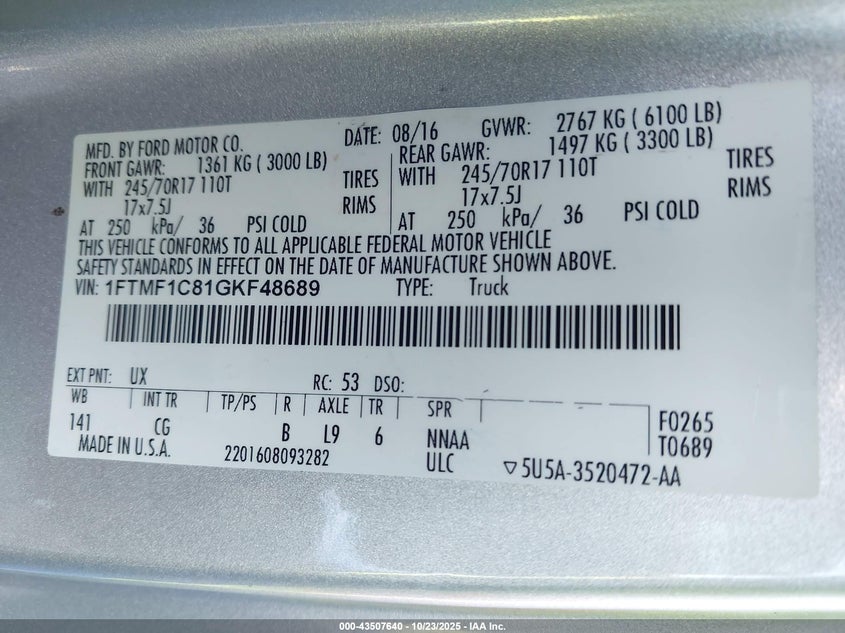 MFD. BY FORD MOTOR CO. DATE: 08/16 GVWR: 2767 KG ( 6100 LB)
FRONT GAWR: 1361 KG ( 3000 LB) REAR GAWR: 1497 KG ( 3300 LB)
WITH 245/70R17 110T TIRES WITH 245/70R17 110T TIRES
17x7.5J RIMS 17x7.5J RIMS
AT 250 kPa/ 36 PSI COLD AT 250 kPa/ 36 PSI COLD
THIS VEHICLE CONFORMS TO ALL APPLICABLE FEDERAL MOTOR VEHICLE
SAFETY STANDARDS IN EFFECT ON THE DATE OF MANUFACTURE SHOWN ABOVE.
VIN: 1FTMF1C81GKF48689 TYPE: Truck
EXT PNT: UX RC: 53 DSO:
WB INT TR TP/PS R AXLE TR SPR
141 CG B L9 6 NNAA F0265
MADE IN U.S.A. 2201608093282 ULC T0689
▽5U5A-3520472-AA
000-43507640 - 10/23/2025 - IAA Inc.